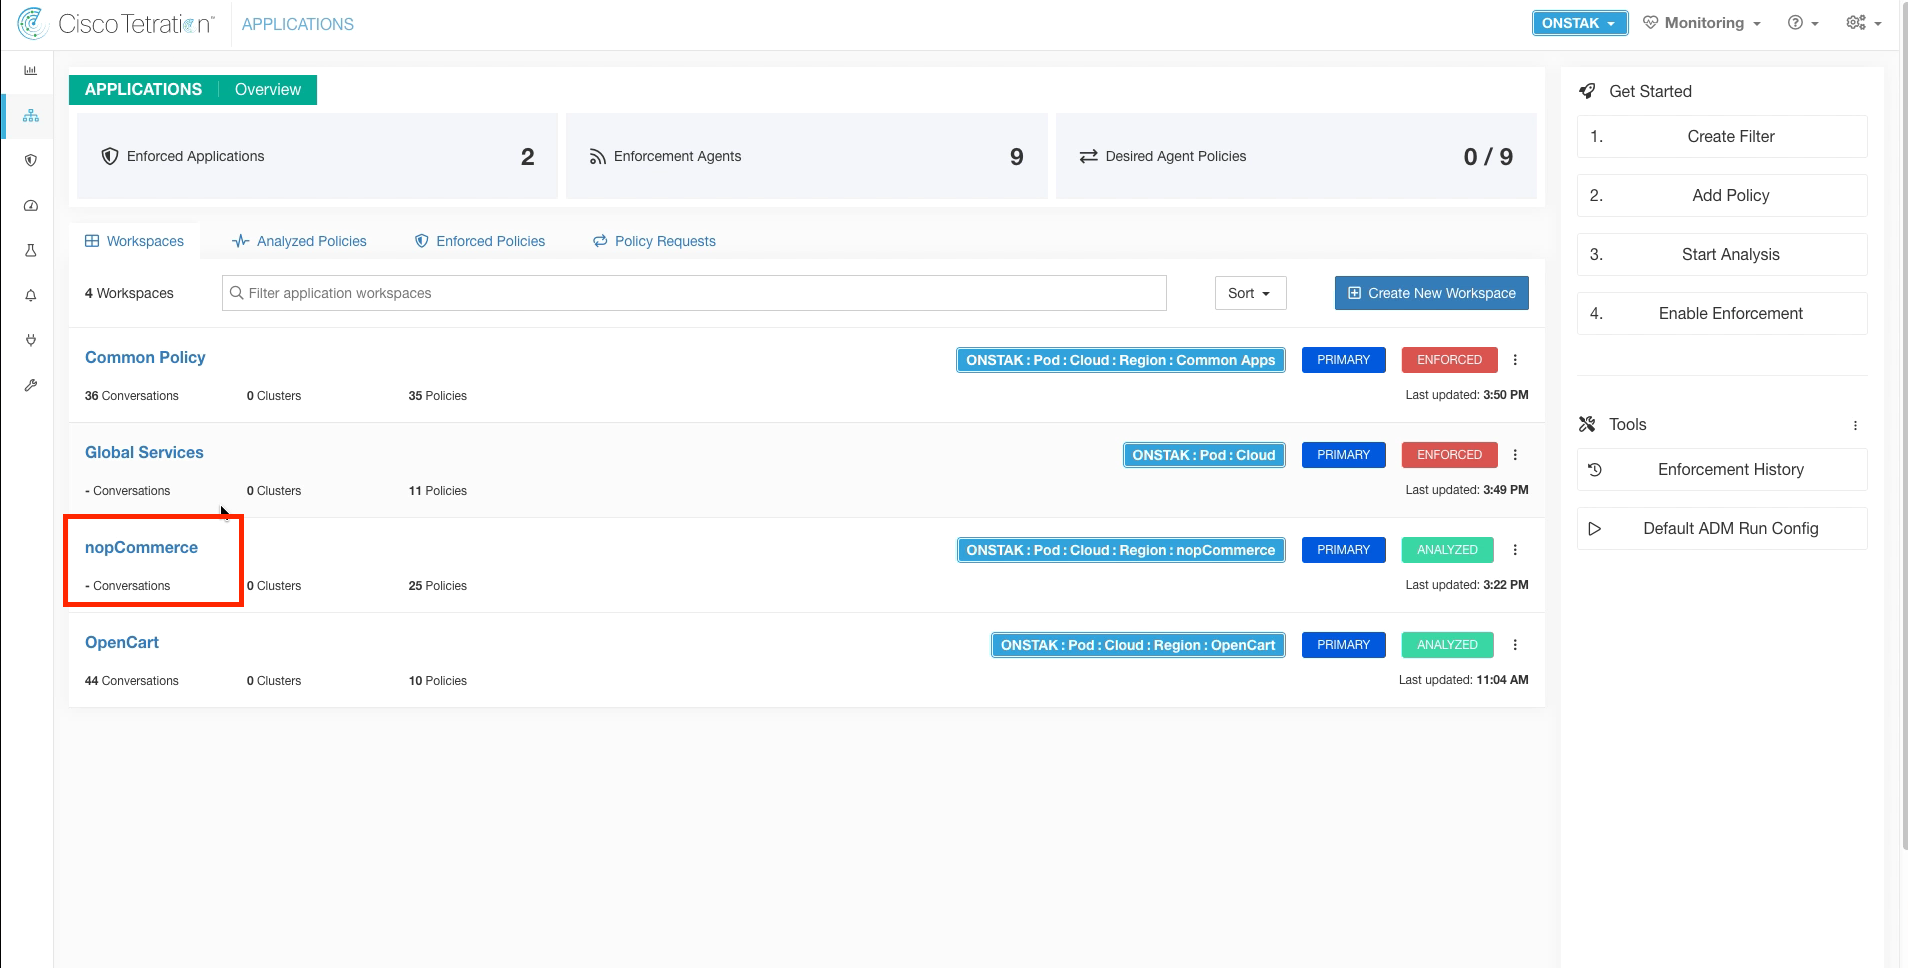 Cisco Tetration™ APPLICATIONS ONSTAK Monitoring
APPLICATIONS Overview
Enforced Applications 2
Enforcement Agents 9
Desired Agent Policies 0 / 9
Workspaces Analyzed Policies Enforced Policies Policy Requests
4 Workspaces Filter application workspaces Sort Create New Workspace
Common Policy ONSTAK : Pod : Cloud : Region : Common Apps PRIMARY ENFORCED
36 Conversations 0 Clusters 35 Policies Last updated: 3:50 PM
Global Services ONSTAK : Pod : Cloud PRIMARY ENFORCED
- Conversations 0 Clusters 11 Policies Last updated: 3:49 PM
nopCommerce ONSTAK : Pod : Cloud : Region : nopCommerce PRIMARY ANALYZED
- Conversations 0 Clusters 25 Policies Last updated: 3:22 PM
OpenCart ONSTAK : Pod : Cloud : Region : OpenCart PRIMARY ANALYZED
44 Conversations 0 Clusters 10 Policies Last updated: 11:04 AM
Get Started
1. Create Filter
2. Add Policy
3. Start Analysis
4. Enable Enforcement
Tools
Enforcement History
Default ADM Run Config